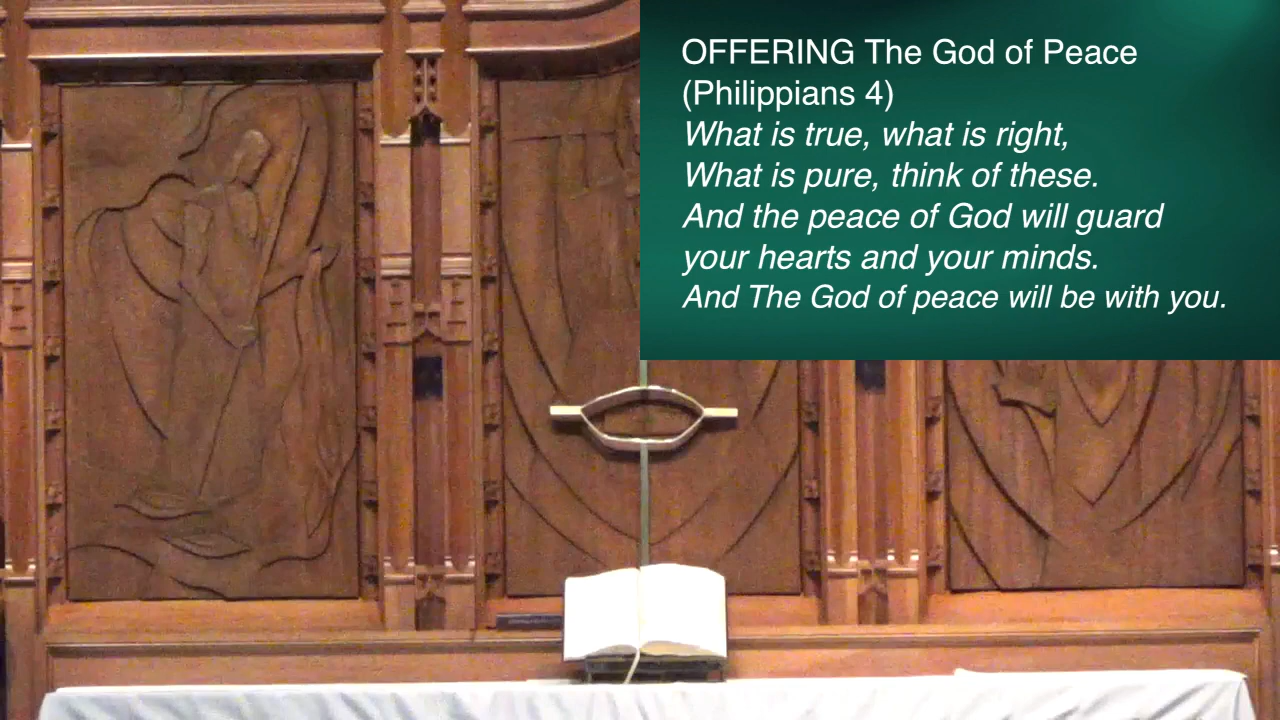 OFFERING The God of Peace
(Philippians 4)
What is true, what is right,
What is pure, think of these.
And the peace of God will guard
your hearts and your minds.
And The God of peace will be with you.